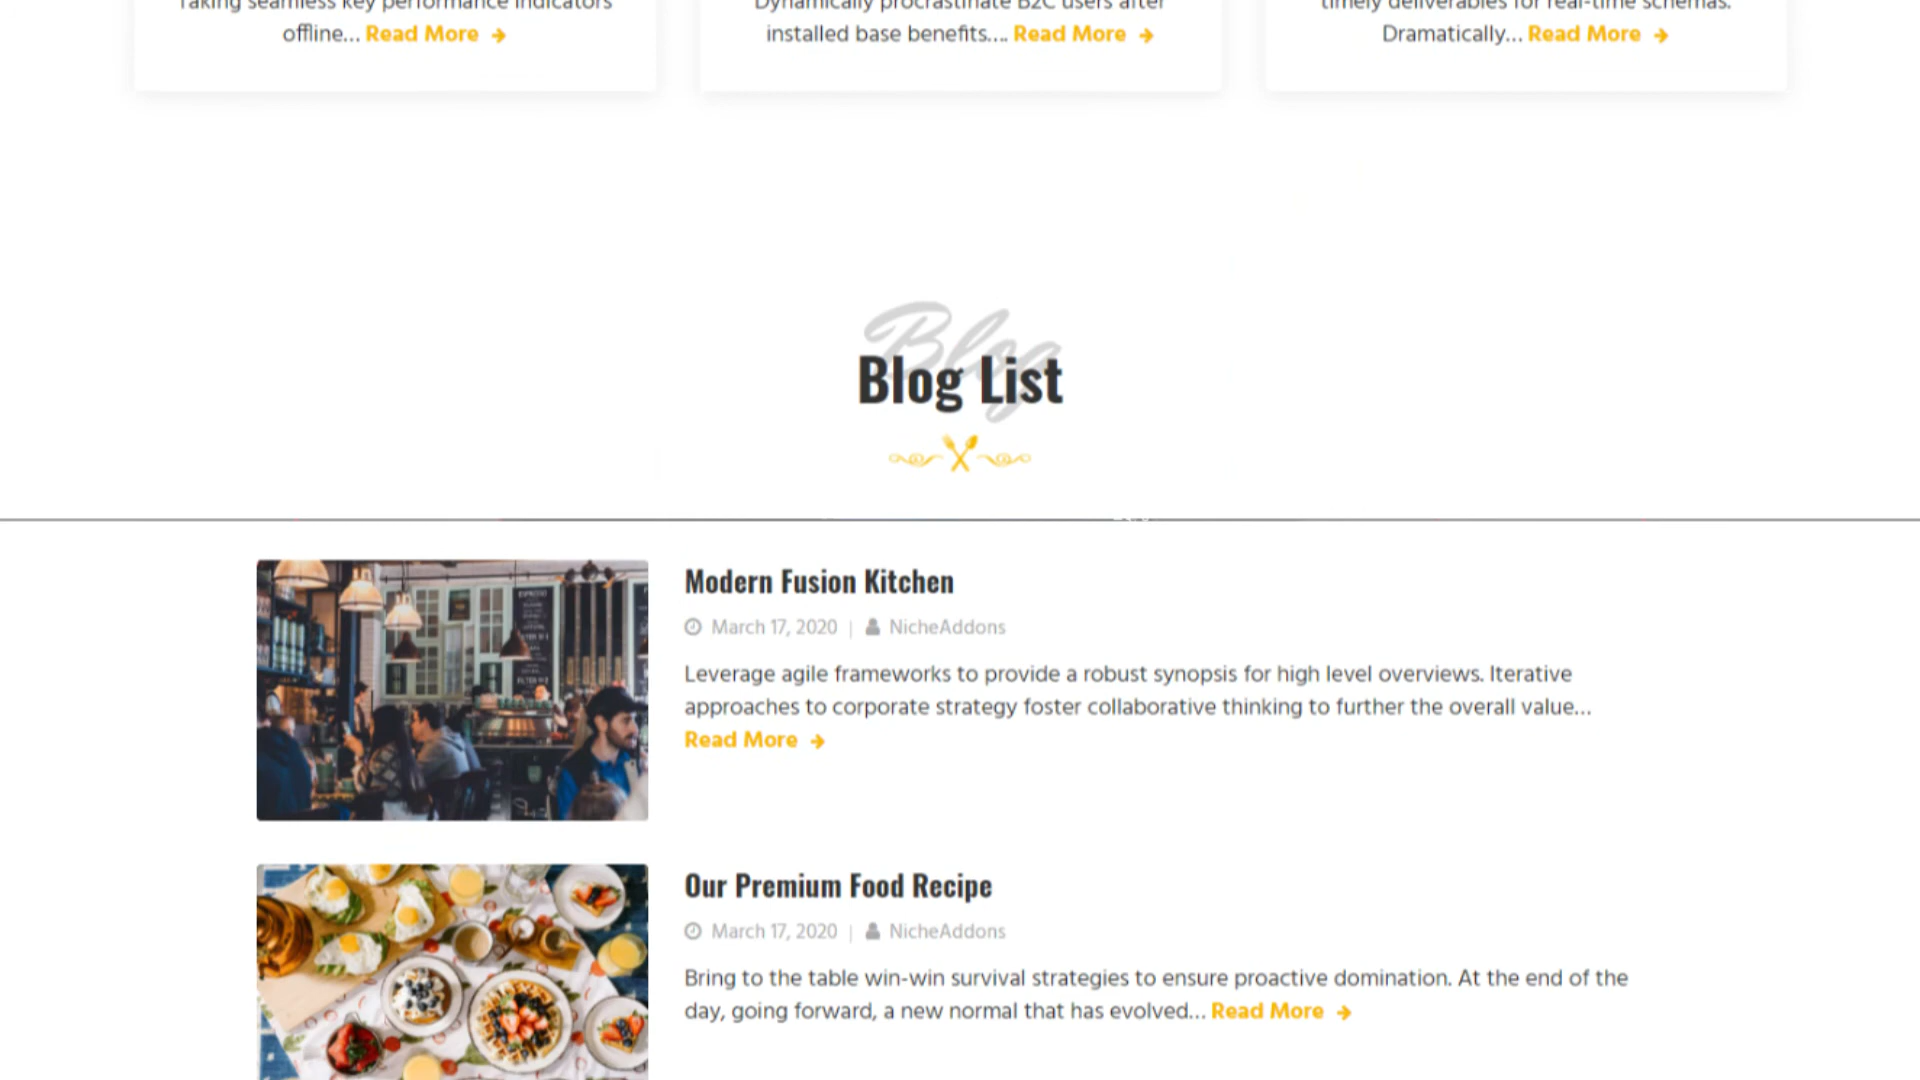 Taking seamless key performance indicators
offline... Read More
Dynamically procrastinate B2C users after
installed base benefits.... Read More
timely deliverables for real-time schemas.
Dramatically... Read More
Blog
Blog List
Modern Fusion Kitchen
March 17, 2020 | NicheAddons
Leverage agile frameworks to provide a robust synopsis for high level overviews. Iterative
approaches to corporate strategy foster collaborative thinking to further the overall value...
Read More
Our Premium Food Recipe
March 17, 2020 | NicheAddons
Bring to the table win-win survival strategies to ensure proactive domination. At the end of the
day, going forward, a new normal that has evolved... Read More